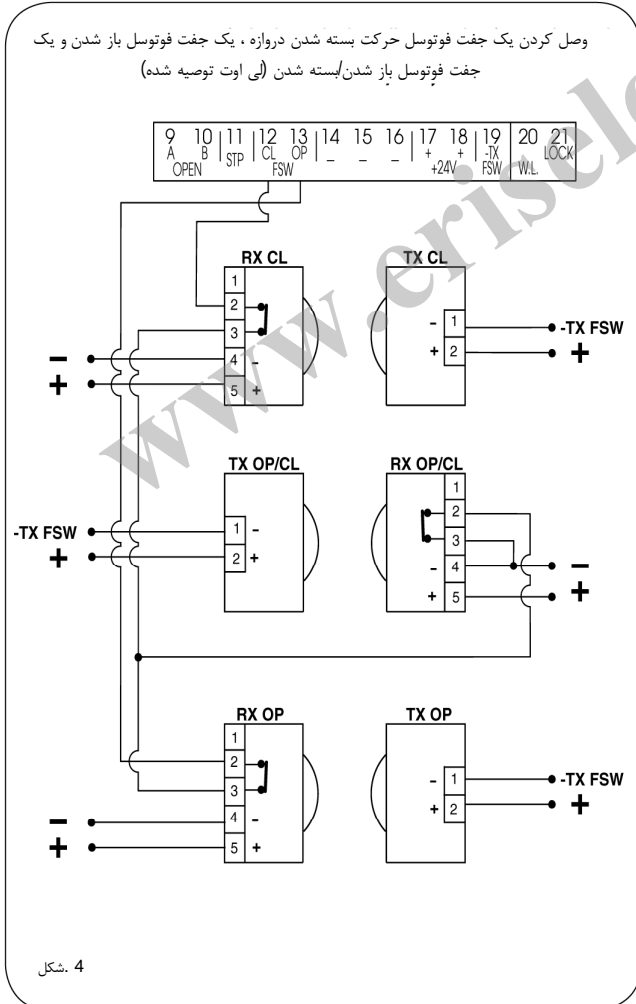 وصل کردن یک جفت فوتوسل حرکت بسته شدن دروازه ، یک جفت فوتوسل باز شدن و یک
جفت فوتوسل باز شدن/بسته شدن (لی اوت توصیه شده)
9 10 11 12 13 14 15 16 17 18 19 20 21
A B STP CL OP – – – + + -TX LOCK
OPEN FSW +24V FSW W.L.
RX CL TX CL
1
2
3
4 –
5 +
– 1
+ 2
–
+
-TX FSW
+
TX OP/CL RX OP/CL
1 –
2 +
1
2
3
– 4
+ 5
-TX FSW
+
–
+
RX OP TX OP
1
2
3
4 –
5 +
– 1
+ 2
–
+
-TX FSW
+
4 .شکل
www.erisele